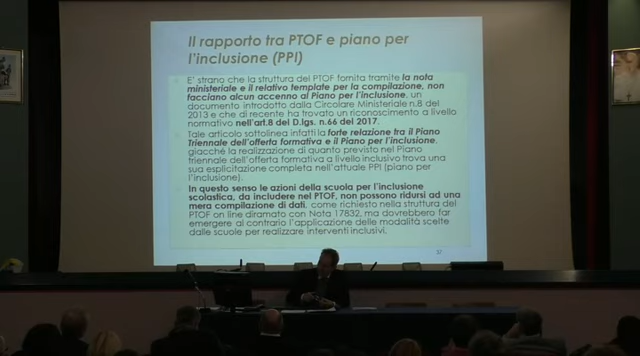 Il rapporto tra PTOF e piano per
l'inclusione (PPI)
E' strano che la struttura del PTOF fornita tramite la nota
ministeriale e il relativo template per la compilazione, non
facciano alcun accenno al Piano per l'inclusione, un
documento introdotto dalla Circolare Ministeriale n.8 del
2013 e che di recente ha trovato un riconoscimento a livello
normativo nell'art.8 del D.lgs. n.66 del 2017.
Tale articolo sottolinea infatti la forte relazione tra il Piano
Triennale dell'offerta formativa e il Piano per l'inclusione,
giacché la realizzazione di quanto previsto nel Piano
triennale dell'offerta formativa a livello inclusivo trova una
sua esplicitazione completa nell'attuale PPI (piano per
l'inclusione).
In questo senso le azioni della scuola per l'inclusione
scolastica, da includere nel PTOF, non possono ridursi ad una
mera compilazione di dati, come richiesto nella struttura del
PTOF on line diramato con Nota 17832, ma dovrebbero far
emergere al contrario l'applicazione delle modalità scelte
dalle scuole per realizzare interventi inclusivi.